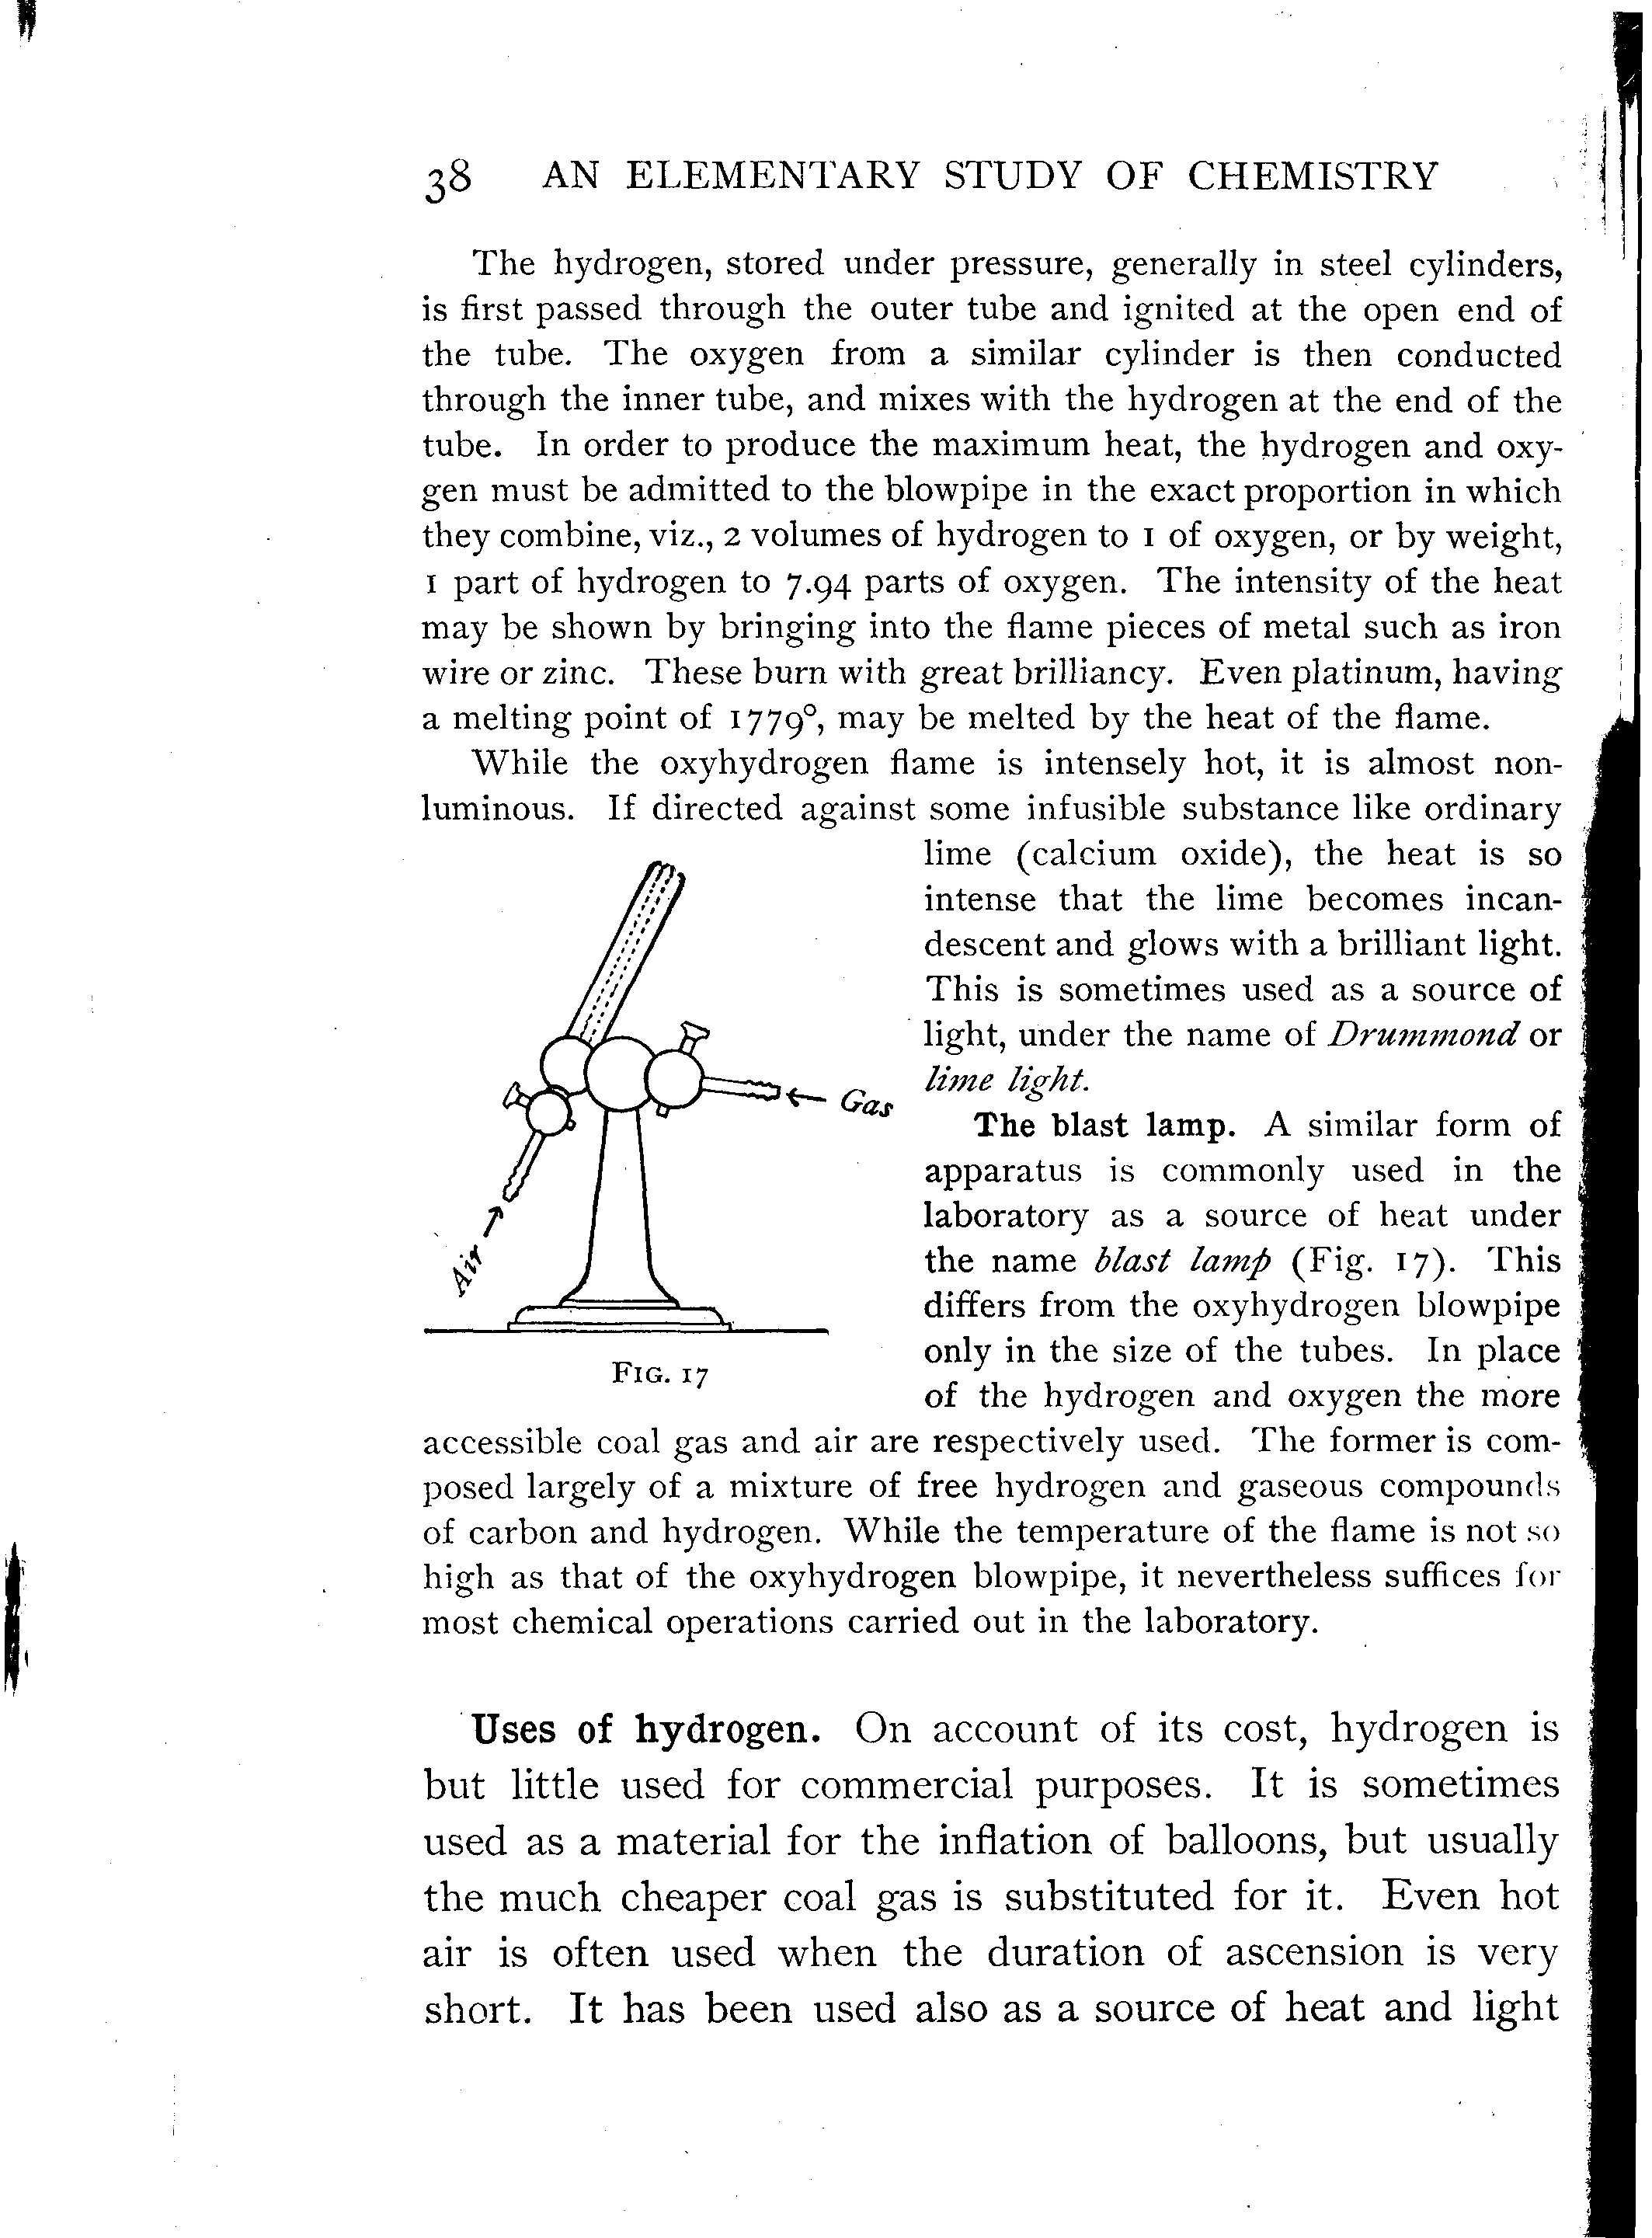 38 AN ELEMENTARY STUDY OF CHEMISTRY
The hydrogen, stored under pressure, generally in steel cylinders,
is first passed through the outer tube and ignited at the open end of
the tube. The oxygen from a similar cylinder is then conducted
through the inner tube, and mixes with the hydrogen at the end of the
tube. In order to produce the maximum heat, the hydrogen and oxy-
gen must be admitted to the blowpipe in the exact proportion in which
they combine, viz., 2 volumes of hydrogen to 1 of oxygen, or by weight,
1 part of hydrogen to 7.94 parts of oxygen. The intensity of the heat
may be shown by bringing into the flame pieces of metal such as iron
wire or zinc. These burn with great brilliancy. Even platinum, having
a melting point of 1779°, may be melted by the heat of the flame.
While the oxyhydrogen flame is intensely hot, it is almost non-
luminous. If directed against some infusible substance like ordinary
lime (calcium oxide), the heat is so
intense that the lime becomes incan-
descent and glows with a brilliant light.
This is sometimes used as a source of
light, under the name of Drummond or
lime light.
The blast lamp. A similar form of
apparatus is commonly used in the
laboratory as a source of heat under
the name blast lamp (Fig. 17). This
differs from the oxyhydrogen blowpipe
only in the size of the tubes. In place
of the hydrogen and oxygen the more
Gas
Air
FIG. 17
accessible coal gas and air are respectively used. The former is com-
posed largely of a mixture of free hydrogen and gaseous compounds
of carbon and hydrogen. While the temperature of the flame is not so
high as that of the oxyhydrogen blowpipe, it nevertheless suffices for
most chemical operations carried out in the laboratory.
Uses of hydrogen. On account of its cost, hydrogen is
but little used for commercial purposes. It is sometimes
used as a material for the inflation of balloons, but usually
the much cheaper coal gas is substituted for it. Even hot
air is often used when the duration of ascension is very
short. It has been used also as a source of heat and light